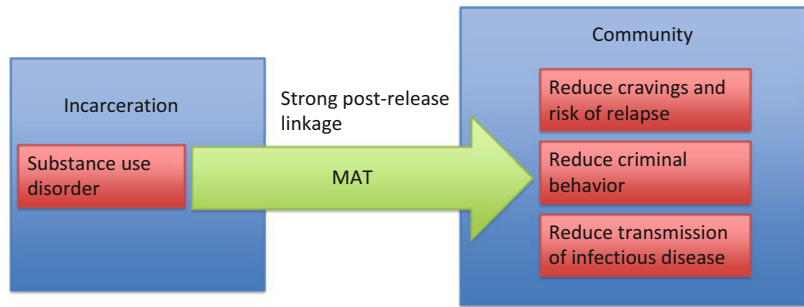 Incarceration
Substance use
disorder
Strong post-release
linkage
MAT
Community
Reduce cravings and
risk of relapse
Reduce criminal
behavior
Reduce transmission
of infectious disease